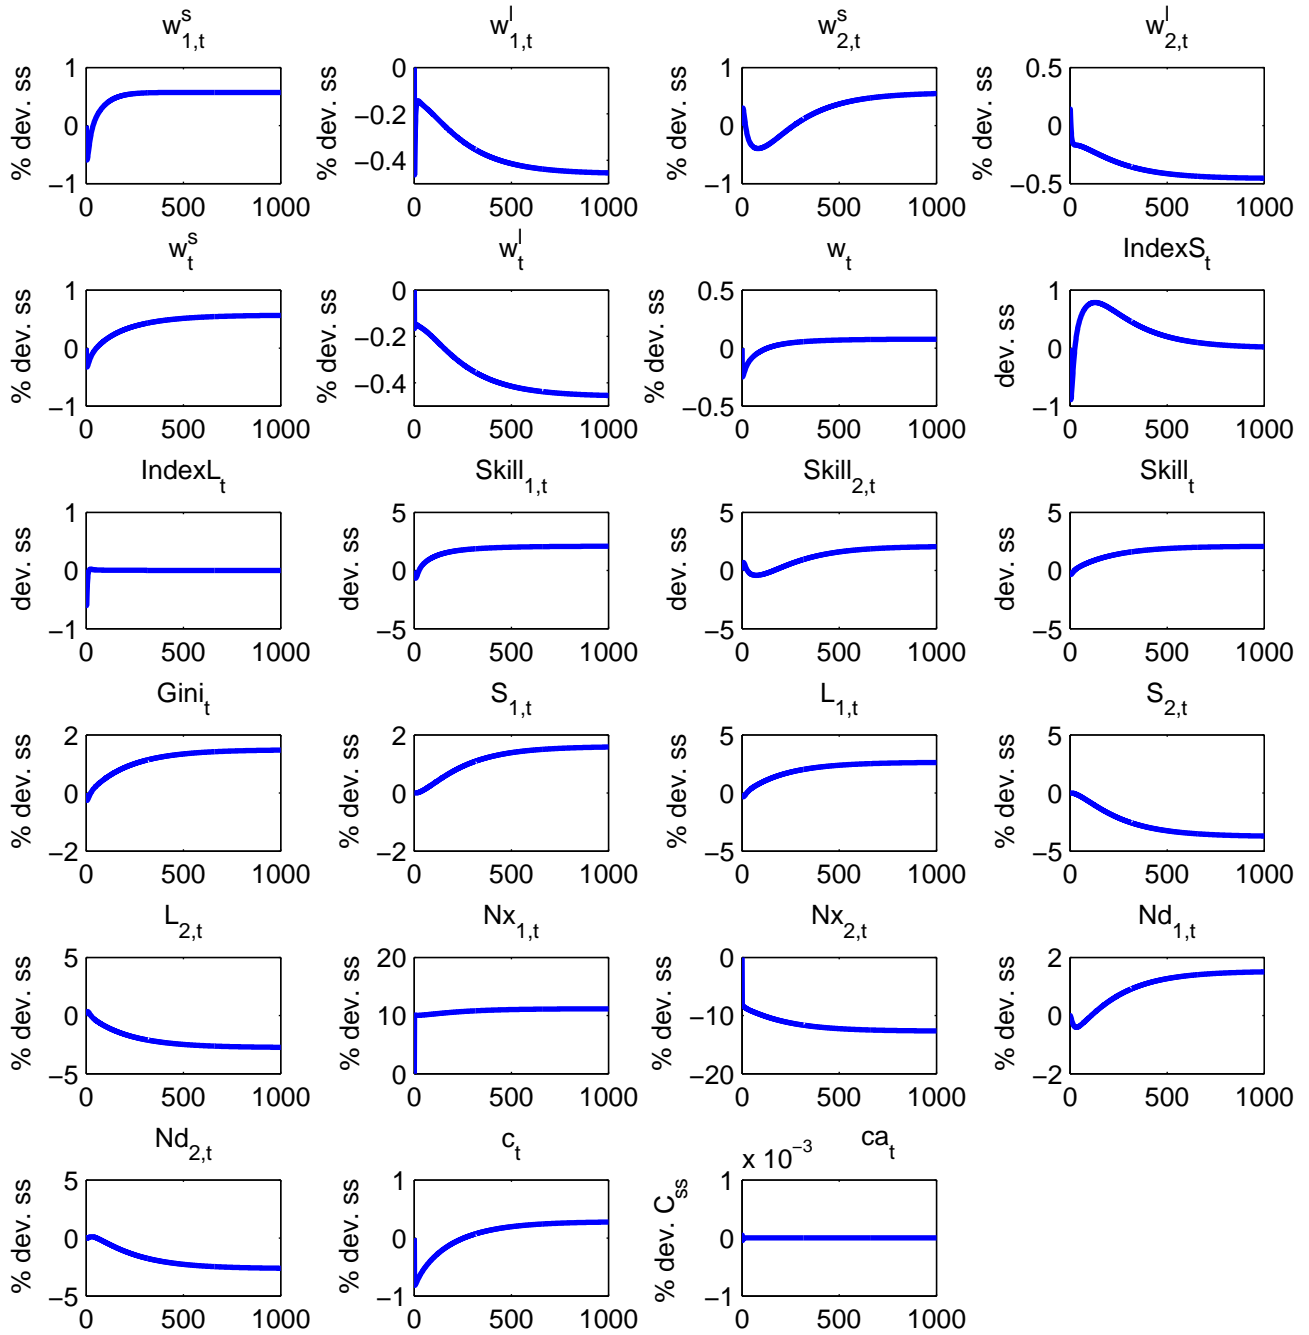 w^s_{1,t} w^l_{1,t} w^s_{2,t} w^l_{2,t}
% dev. ss 1 0 −1 0 500 1000
% dev. ss 0 −0.2 −0.4 0 500 1000
% dev. ss 1 0 −1 0 500 1000
% dev. ss 0.5 0 −0.5 0 500 1000
w^s_t w^l_t w_t IndexS_t
% dev. ss 1 0 −1 0 500 1000
% dev. ss 0 −0.2 −0.4 0 500 1000
% dev. ss 0.5 0 −0.5 0 500 1000
dev. ss 1 0 −1 0 500 1000
IndexL_t Skill_{1,t} Skill_{2,t} Skill_t
dev. ss 1 0 −1 0 500 1000
dev. ss 5 0 −5 0 500 1000
dev. ss 5 0 −5 0 500 1000
dev. ss 5 0 −5 0 500 1000
Gini_t S_{1,t} L_{1,t} S_{2,t}
% dev. ss 2 0 −2 0 500 1000
% dev. ss 2 0 −2 0 500 1000
% dev. ss 5 0 −5 0 500 1000
% dev. ss 5 0 −5 0 500 1000
L_{2,t} Nx_{1,t} Nx_{2,t} Nd_{1,t}
% dev. ss 5 0 −5 0 500 1000
% dev. ss 20 10 0 0 500 1000
% dev. ss 0 −10 −20 0 500 1000
% dev. ss 2 0 −2 0 500 1000
Nd_{2,t} c_t ca_t
% dev. ss 5 0 −5 0 500 1000
% dev. ss 1 0 −1 0 500 1000
x 10^{−3}
% dev. C_{ss} 1 0 −1 0 500 1000